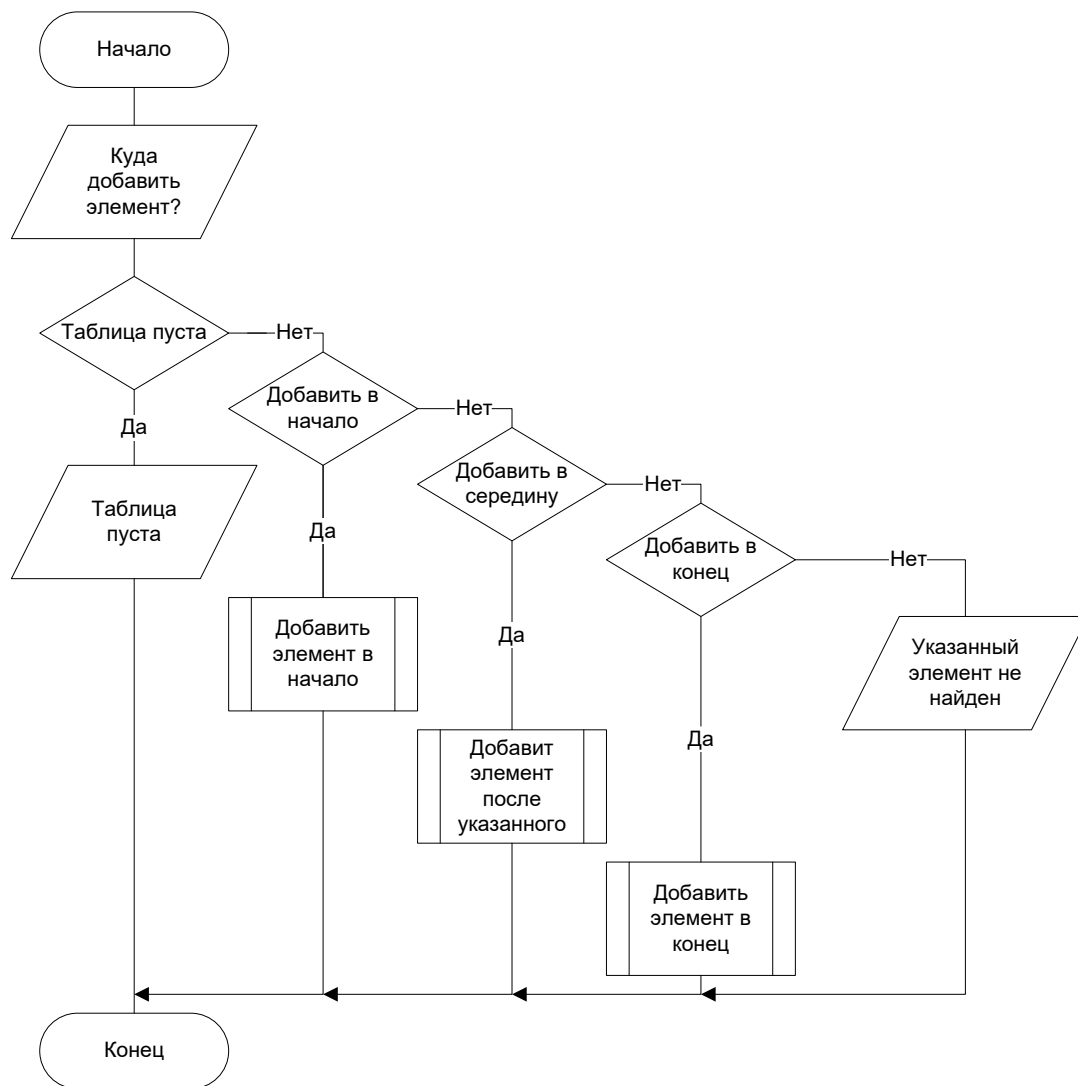 Начало
Куда
добавить
элемент?
Таблица пуста
Нет
Добавить в
начало
Нет
Да
Добавить в
середину
Нет
Таблица
пуста
Да
Добавить в
конец
Нет
Добавить
элемент в
начало
Да
Указанный
элемент не
найден
Да
Добавит
элемент
после
указанного
Добавить
элемент в
конец
Конец